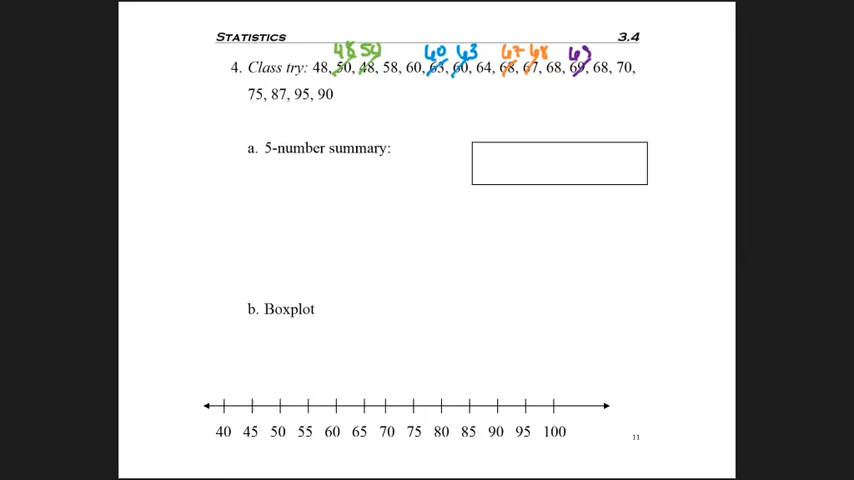 STATISTICS 3.4
48 50 60 63 67 68 69
4. Class try: 48, 50, 48, 58, 60, 63, 60, 64, 68, 67, 68, 69, 68, 70,
75, 87, 95, 90
a. 5-number summary:
b. Boxplot
40 45 50 55 60 65 70 75 80 85 90 95 100
11